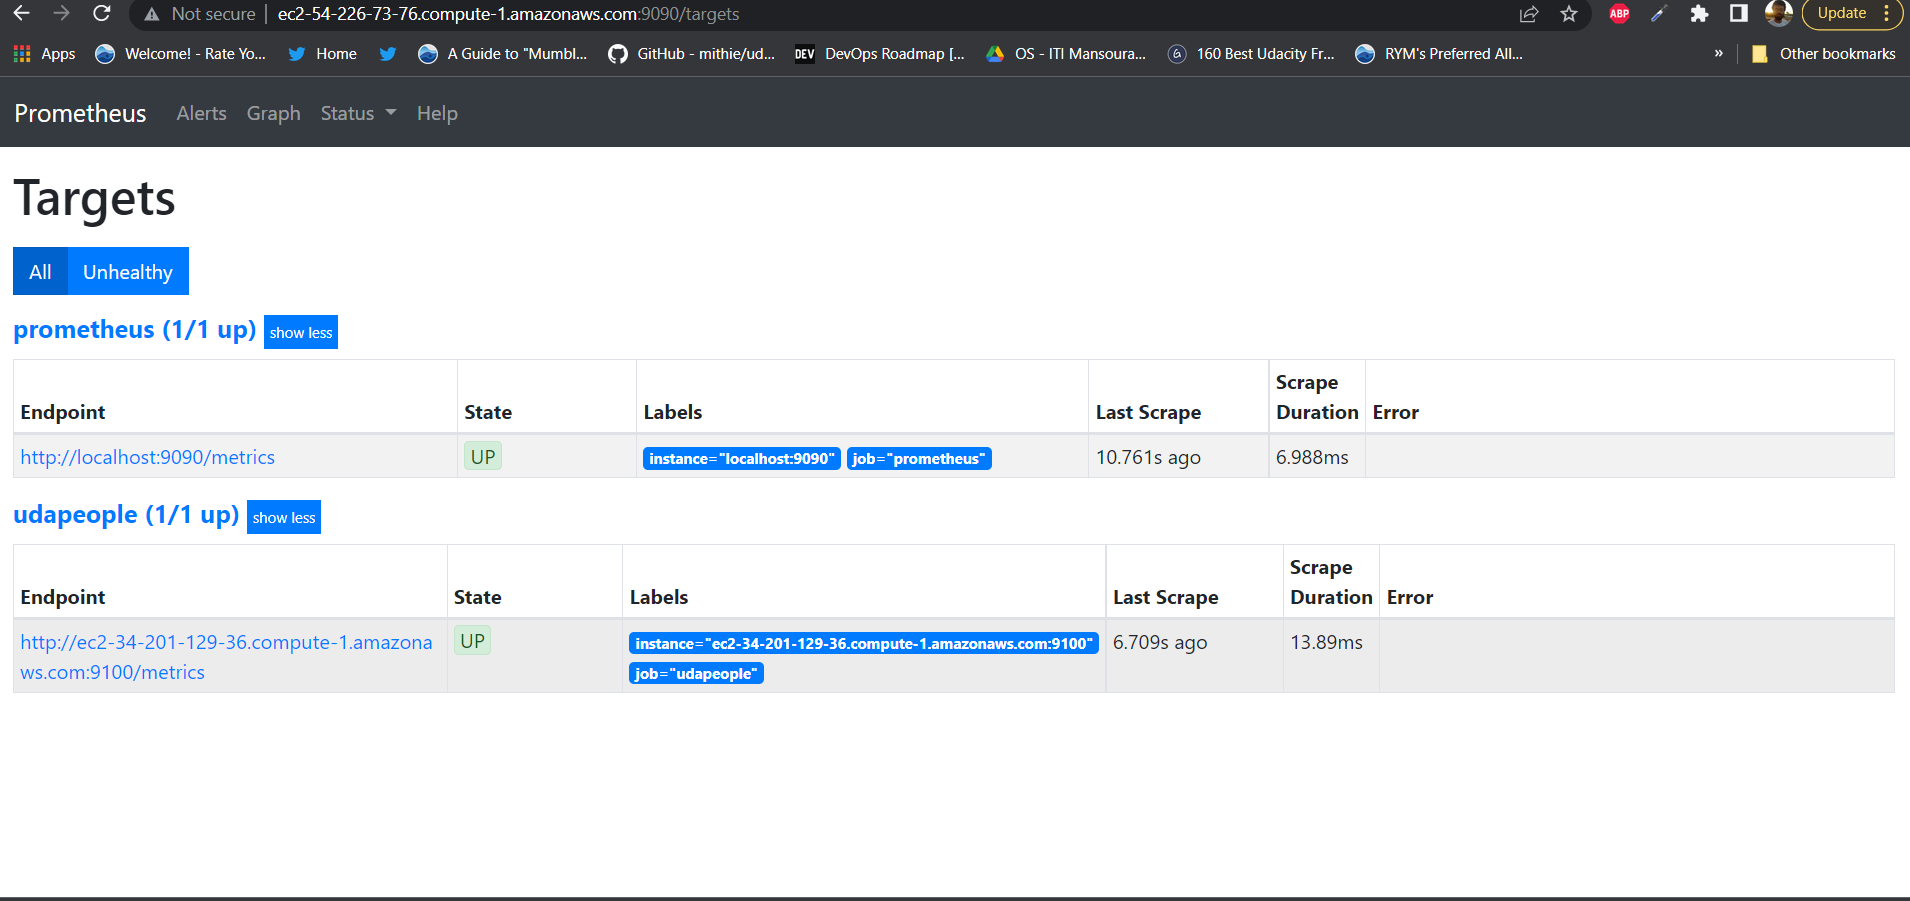 Not secure ec2-54-226-73-76.compute-1.amazonaws.com:9090/targets ABP Update
Apps Welcome! - Rate Yo... Home A Guide to "Mumbl... GitHub - mithie/ud... DEV DevOps Roadmap [... OS - ITI Mansoura... 160 Best Udacity Fr... RYM's Preferred All... » Other bookmarks
Prometheus Alerts Graph Status Help
Targets
All Unhealthy
prometheus (1/1 up) show less
Endpoint State Labels Last Scrape Scrape Duration Error
http://localhost:9090/metrics UP instance="localhost:9090" job="prometheus" 10.761s ago 6.988ms
udapeople (1/1 up) show less
Endpoint State Labels Last Scrape Scrape Duration Error
http://ec2-34-201-129-36.compute-1.amazona UP instance="ec2-34-201-129-36.compute-1.amazonaws.com:9100" 6.709s ago 13.89ms
ws.com:9100/metrics job="udapeople"